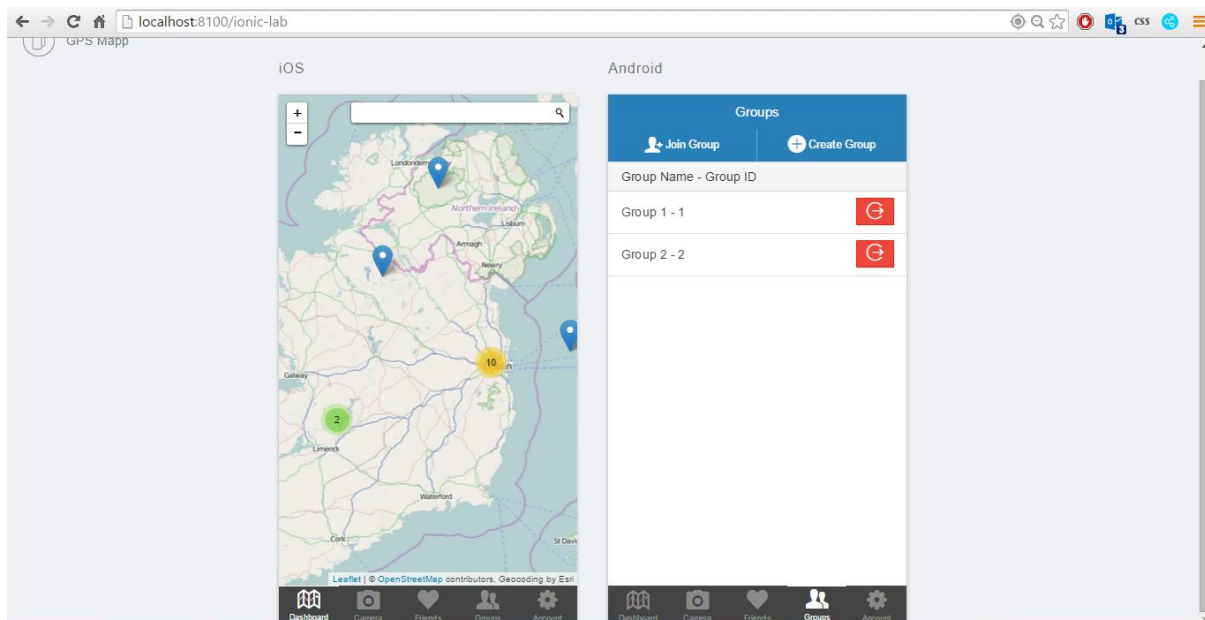 localhost:8100/ionic-lab
css
3
GPS Mapp
iOS
Android
+
−
Londonderry
Northern Ireland
Lisburn
Armagh
Newry
10
Galway
2
Limerick
Waterford
Cork
Leaflet | © OpenStreetMap contributors, Geocoding by Esri
Dashboard Camera Friends Groups Account
Groups
Join Group Create Group
Group Name - Group ID
Group 1 - 1
Group 2 - 2
Dashboard Camera Friends Groups Account